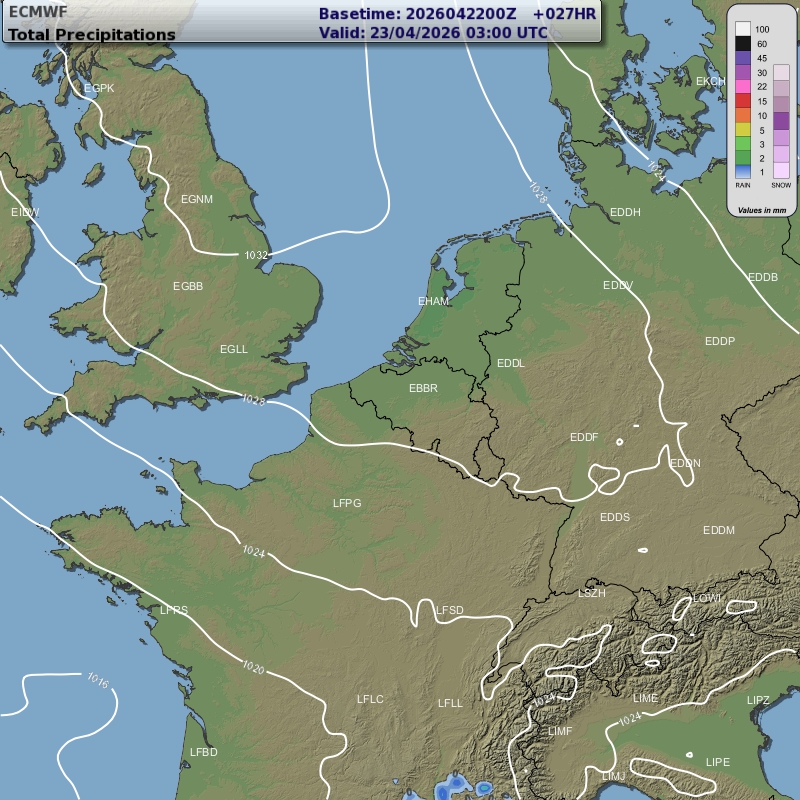 ECMWF
Basetime: 2026042200Z +027HR
Total Precipitations
Valid: 23/04/2026 03:00 UTC
100
60
45
30
22
15
10
5
3
2
1
RAIN SNOW
Values in mm
EGPK
EKCH
1024
1028
EGNM
EIDW
EDDH
1032
EDDB
EGBB
EDDV
EHAM
EDDP
EGLL
EDDL
EBBR
1028
EDDF
EDDN
LFPG
EDDS
EDDM
1024
LSZH
LOWI
LFRS
LFSD
1020
1016
LFLC
LFLL
1024
LIME
LIPZ
1024
LIMF
LFBD
LIPE
LIMJ